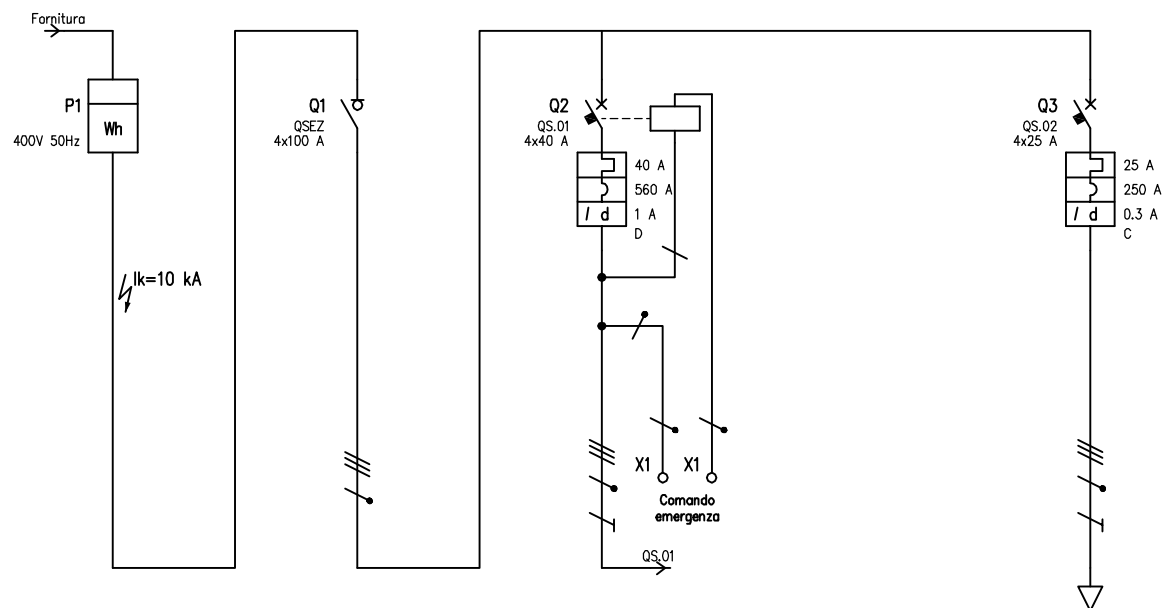 Fornitura
P1
Wh
400V 50Hz
Ik=10 kA
Q1
QSEZ
4x100 A
Q2
QS.01
4x40 A
40 A
560 A
I d
1 A
D
X1
X1
Comando
emergenza
QS.01
Q3
QS.02
4x25 A
25 A
250 A
I d
0.3 A
C